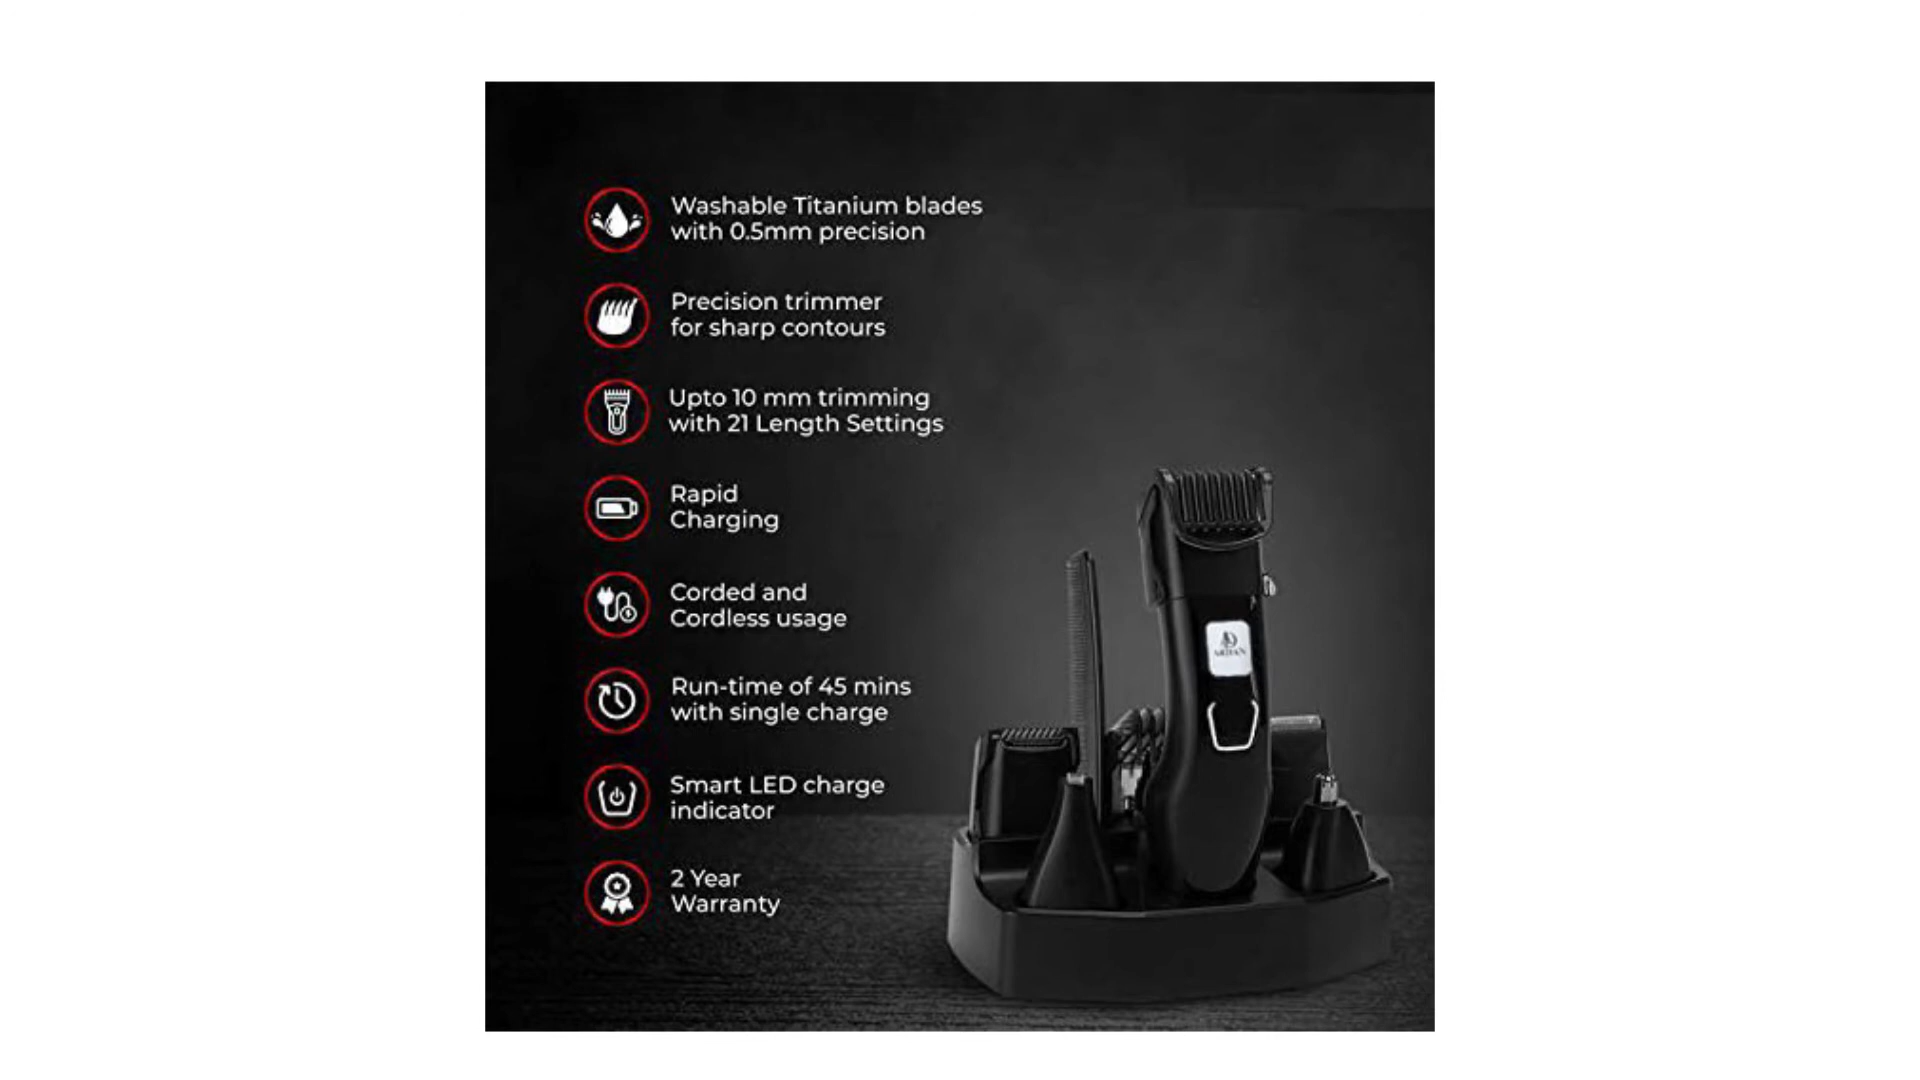 Washable Titanium blades
with 0.5mm precision
Precision trimmer
for sharp contours
Upto 10 mm trimming
with 21 Length Settings
Rapid
Charging
Corded and
Cordless usage
Run-time of 45 mins
with single charge
Smart LED charge
indicator
2 Year
Warranty